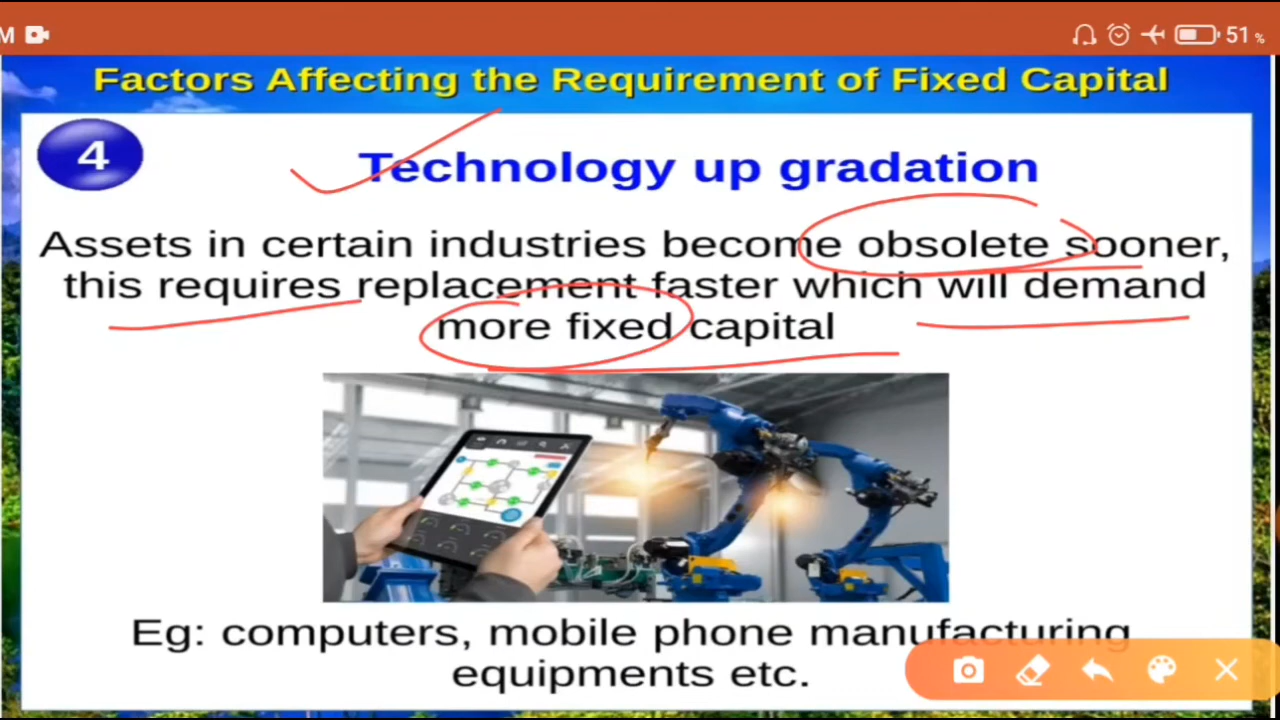 M
51 %
Factors Affecting the Requirement of Fixed Capital
4
Technology up gradation
Assets in certain industries become obsolete sooner,
this requires replacement faster which will demand
more fixed capital
Eg: computers, mobile phone manufacturing
equipments etc.